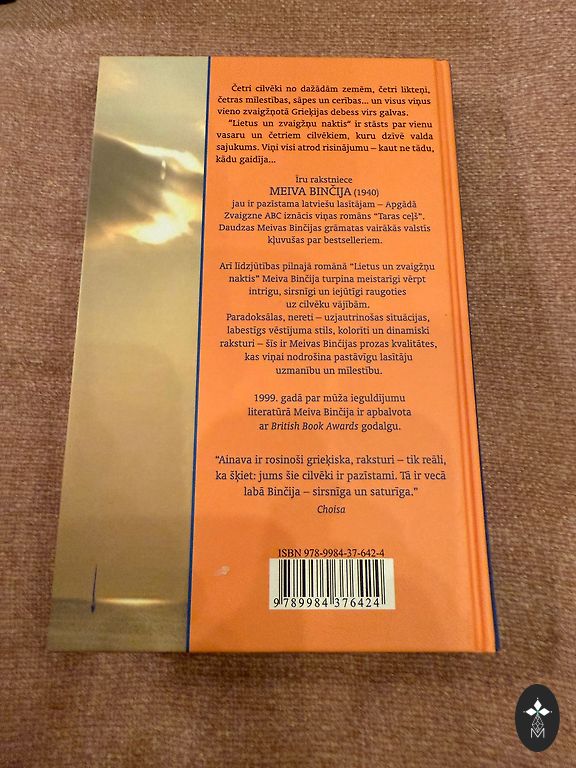 Četri cilvēki no dažādām zemēm, četri likteņi,
četras mīlestības, sāpes un cerības... un visus viņus
vieno zvaigžņotā Grieķijas debess virs galvas.
"Lietus un zvaigžņu naktis" ir stāsts par vienu
vasaru un četriem cilvēkiem, kuru dzīvē valda
sajukums. Viņi visi atrod risinājumu – kaut ne tādu,
kādu gaidīja...
Īru rakstniece
MEIVA BINČIJA (1940)
jau ir pazīstama latviešu lasītājam – Apgādā
Zvaigzne ABC iznācis viņas romāns "Taras ceļš".
Daudzas Meivas Binčijas grāmatas vairākās valstīs
kļuvušas par bestselleriem.
Arī līdzjūtības pilnajā romānā "Lietus un zvaigžņu
naktis" Meiva Binčija turpina meistarīgi vērpt
intrigu, sirsnīgi un iejūtīgi raugoties
uz cilvēku vājībām.
Paradoksālas, nereti – uzjautrinošas situācijas,
labestīgs vēstījuma stils, kolorīti un dinamiski
raksturi – šīs ir Meivas Binčijas prozas kvalitātes,
kas viņai nodrošina pastāvīgu lasītāju
uzmanību un mīlestību.
1999. gadā par mūža ieguldījumu
literatūrā Meiva Binčija ir apbalvota
ar British Book Awards godalgu.
"Ainava ir rosinoši grieķiska, raksturi – tik reāli,
ka šķiet: jums šie cilvēki ir pazīstami. Tā ir vecā
labā Binčija – sirsnīga un saturīga."
Choisa
ISBN 978-9984-37-642-4
9 789984 376424
M